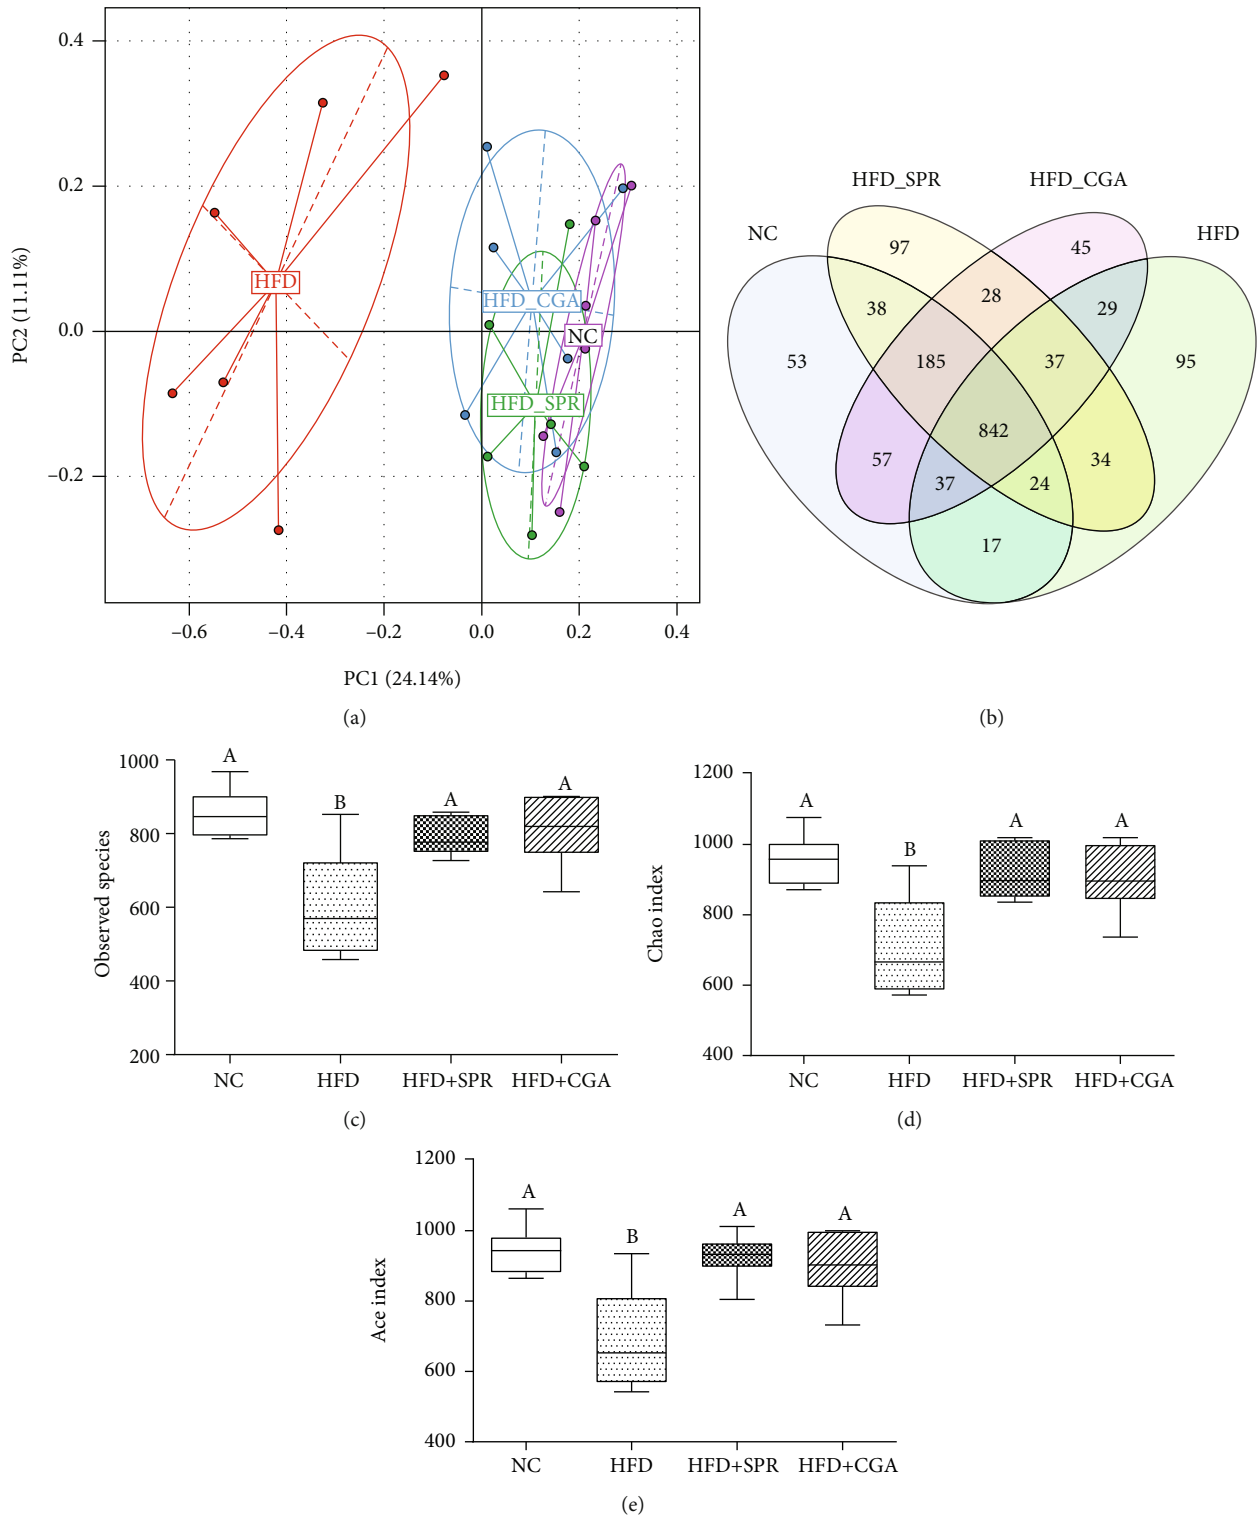 0.4
0.2
0.0
−0.2
PC2 (11.11%)
HFD
HFD_CGA
NC
HFD_SPR
−0.6
−0.4
−0.2
0.0
0.2
0.4
PC1 (24.14%)
(a)
HFD_SPR
HFD_CGA
NC
HFD
97
45
38
28
29
53
185
37
95
842
57
34
37
24
17
(b)
1000
800
600
400
200
Observed species
A
B
A
A
NC
HFD
HFD+SPR
HFD+CGA
(c)
1200
1000
800
600
400
Chao index
A
B
A
A
NC
HFD
HFD+SPR
HFD+CGA
(d)
1200
1000
800
600
400
Ace index
A
B
A
A
NC
HFD
HFD+SPR
HFD+CGA
(e)